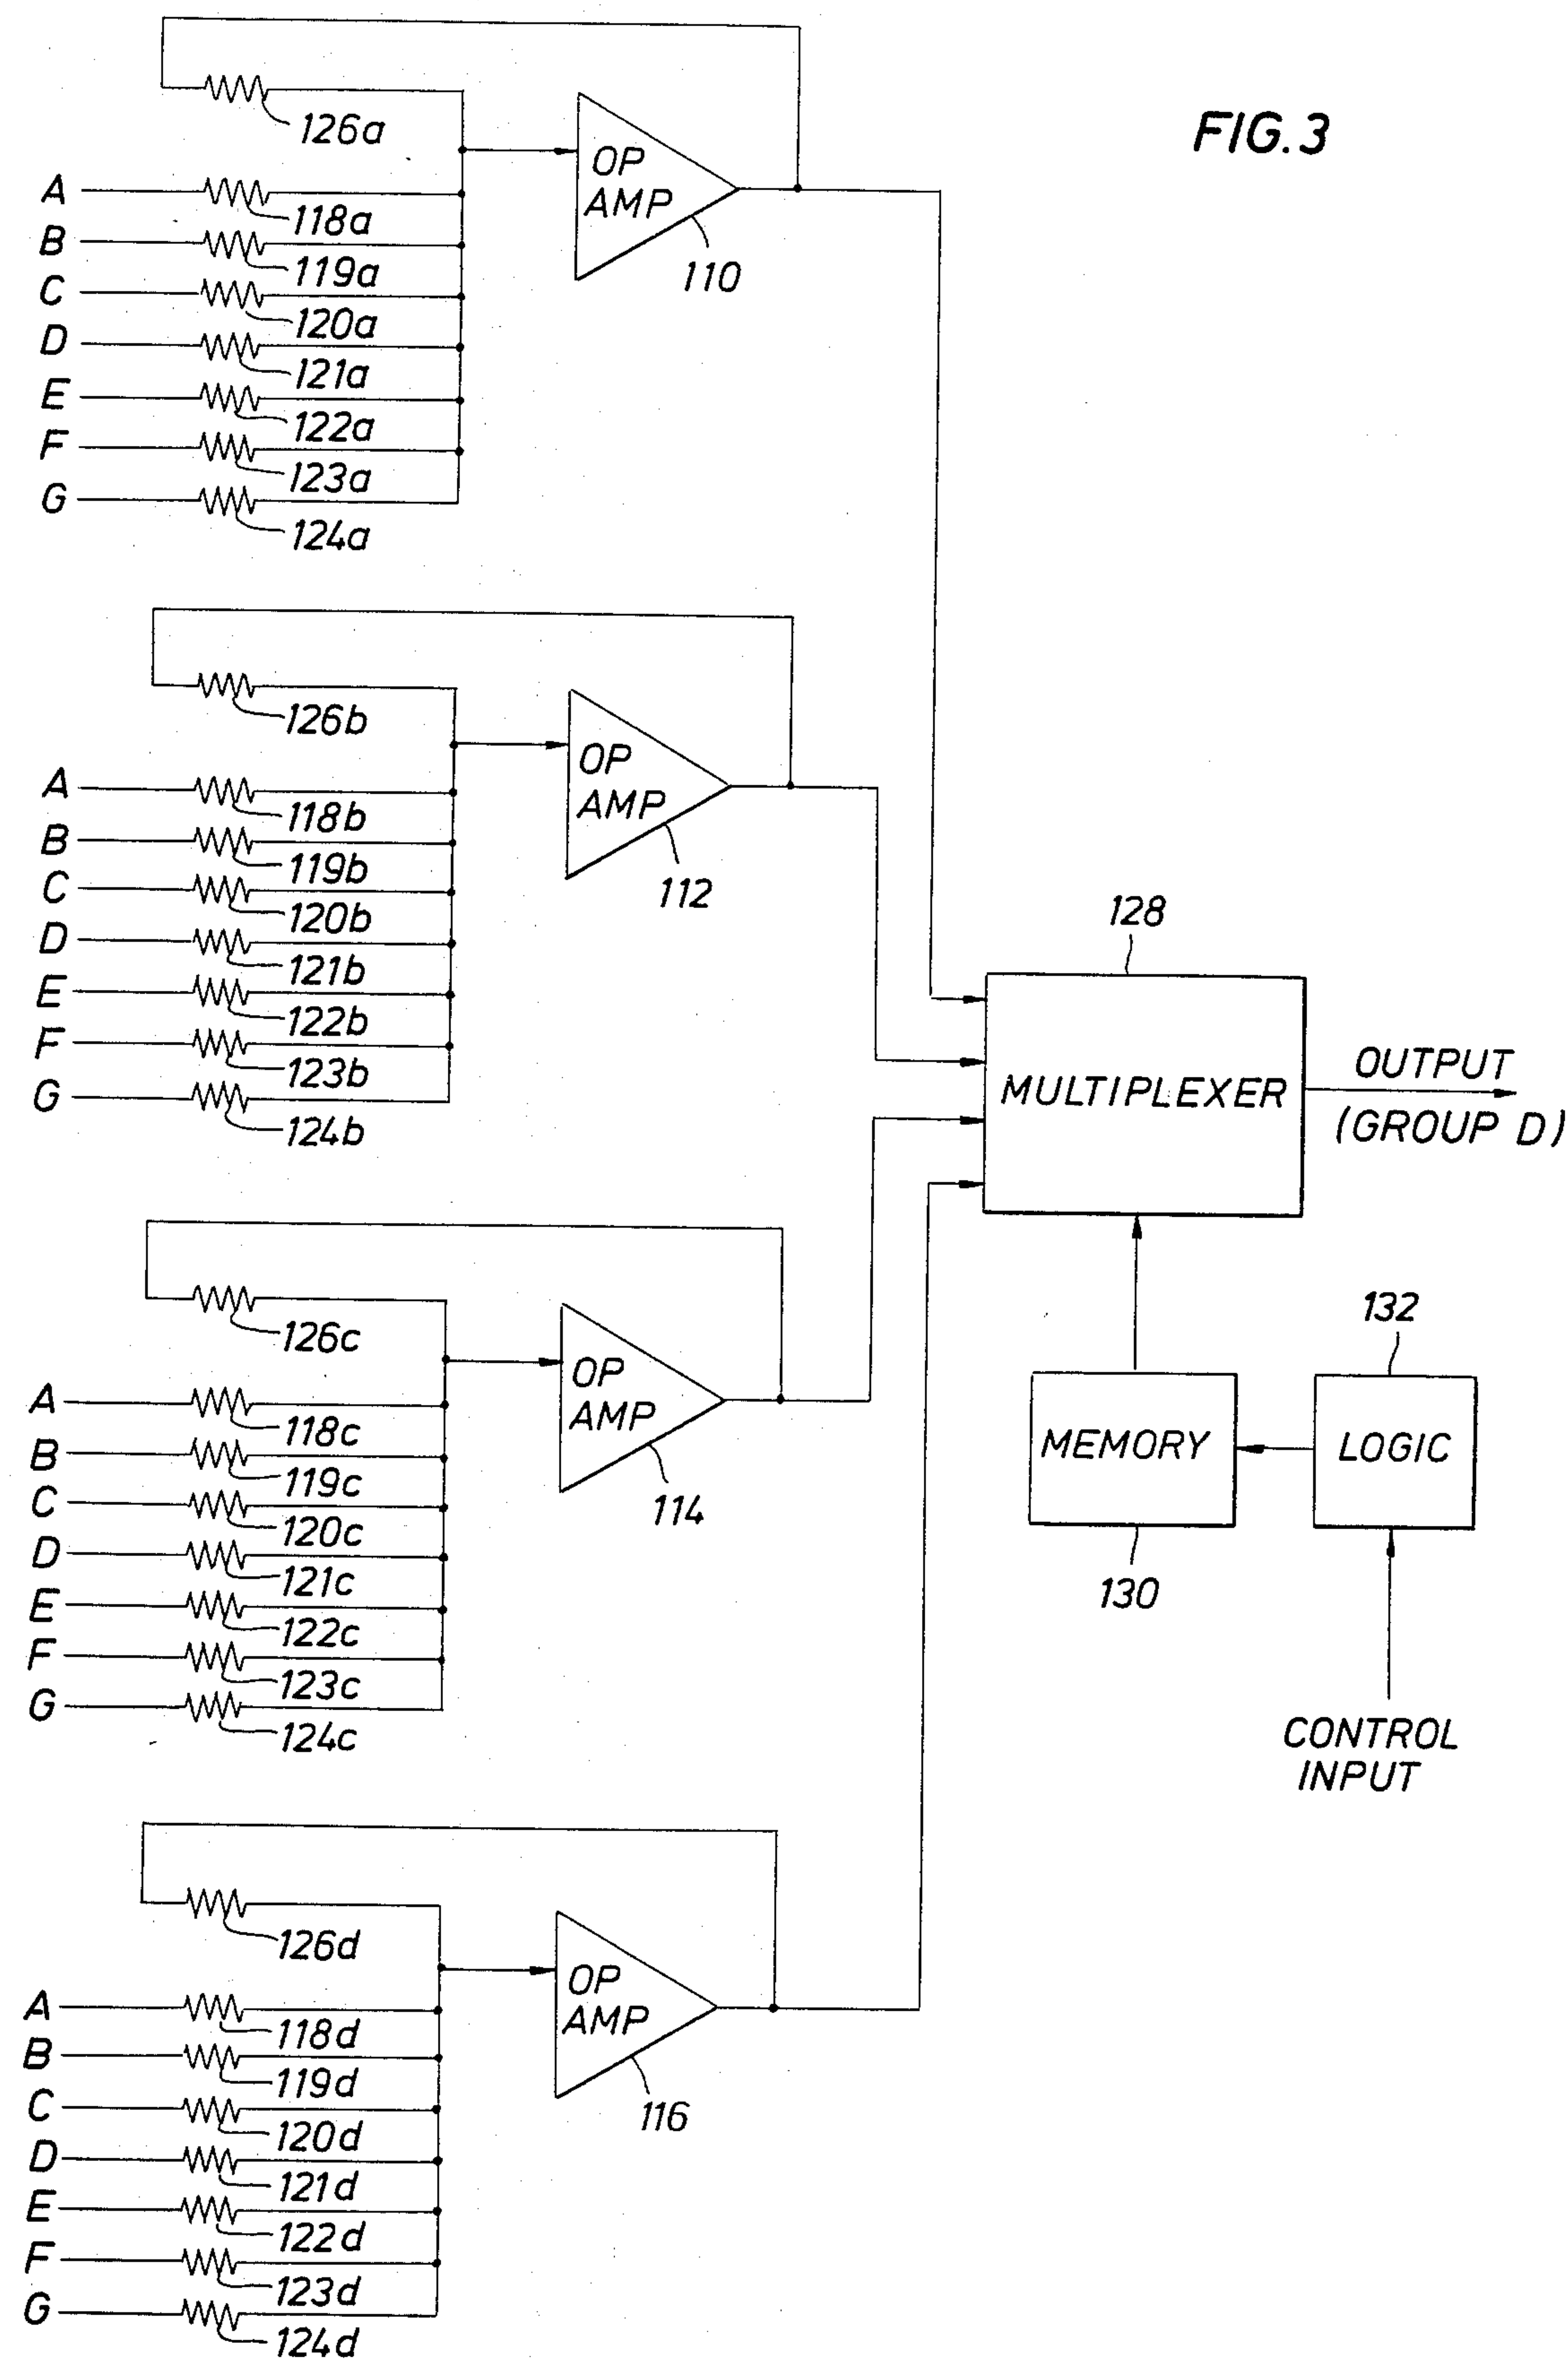 FIG. 3
126a
OP
AMP
110
A
118a
B
119a
C
120a
D
121a
E
122a
F
123a
G
124a
126b
OP
AMP
112
A
118b
B
119b
C
120b
D
121b
E
122b
F
123b
G
124b
128
MULTIPLEXER
OUTPUT
(GROUP D)
126c
OP
AMP
114
A
118c
B
119c
C
120c
D
121c
E
122c
F
123c
G
124c
132
MEMORY
LOGIC
130
CONTROL
INPUT
126d
OP
AMP
116
A
118d
B
119d
C
120d
D
121d
E
122d
F
123d
G
124d